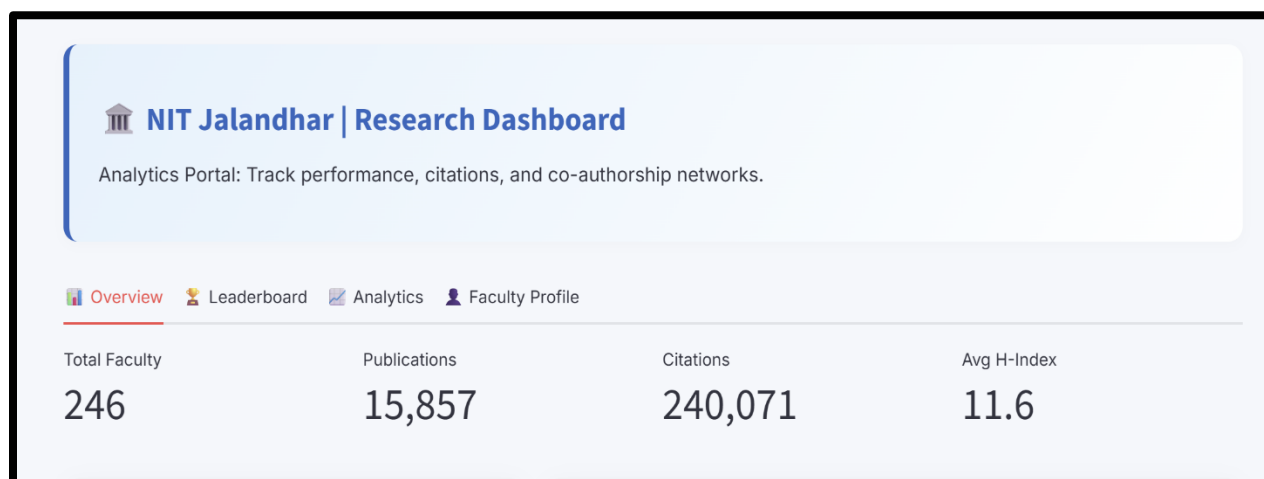 NIT Jalandhar | Research Dashboard
Analytics Portal: Track performance, citations, and co-authorship networks.
Overview Leaderboard Analytics Faculty Profile
Total Faculty Publications Citations Avg H-Index
246 15,857 240,071 11.6